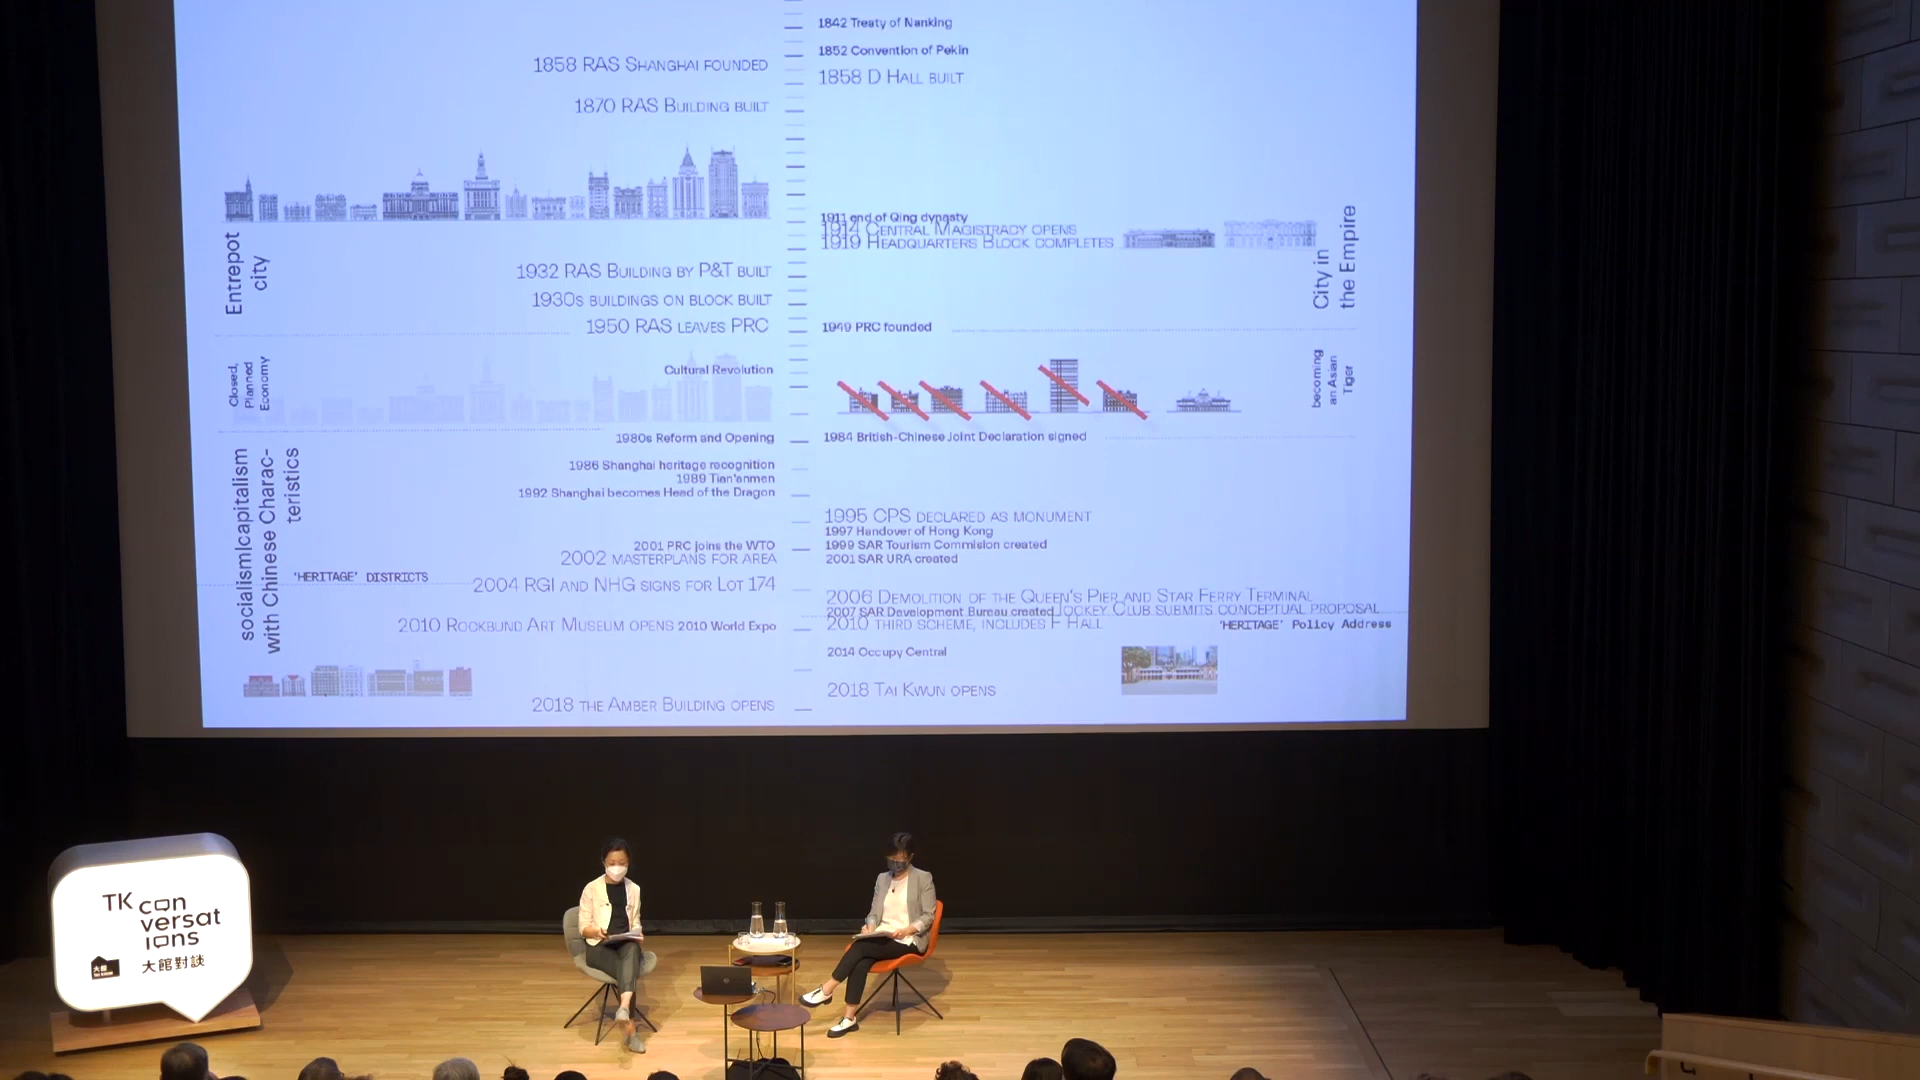 1842 Treaty of Nanking
1852 Convention of Pekin
1858 RAS SHANGHAI FOUNDED
1858 D HALL BUILT
1870 RAS BUILDING BUILT
Entrepot
city
1911 end of Qing dynasty
1914 CENTRAL MAGISTRACY OPENS
1919 HEADQUARTERS BLOCK COMPLETES
City in
the Empire
1932 RAS BUILDING BY P&T BUILT
1930S BUILDINGS ON BLOCK BUILT
1950 RAS LEAVES PRC
1949 PRC founded
Closed,
Planned
Economy
Cultural Revolution
becoming
an Asian
Tiger
1980s Reform and Opening
1984 British-Chinese Joint Declaration signed
socialism|capitalism
with Chinese Charac-
teristics
1986 Shanghai heritage recognition
1989 Tian'anmen
1992 Shanghai becomes Head of the Dragon
1995 CPS DECLARED AS MONUMENT
1997 Handover of Hong Kong
2001 PRC joins the WTO
1999 SAR Tourism Commision created
2002 MASTERPLANS FOR AREA
2001 SAR URA created
'HERITAGE' DISTRICTS
2004 RGI AND NHG SIGNS FOR LOT 174
2006 DEMOLITION OF THE QUEEN'S PIER AND STAR FERRY TERMINAL
2007 SAR Development Bureau created JOCKEY CLUB SUBMITS CONCEPTUAL PROPOSAL
2010 ROCKBUND ART MUSEUM OPENS 2010 World Expo
2010 THIRD SCHEME, INCLUDES F HALL
'HERITAGE' Policy Address
2014 Occupy Central
2018 THE AMBER BUILDING OPENS
2018 TAI KWUN OPENS
TK con
versat
ions
大館
大館對談